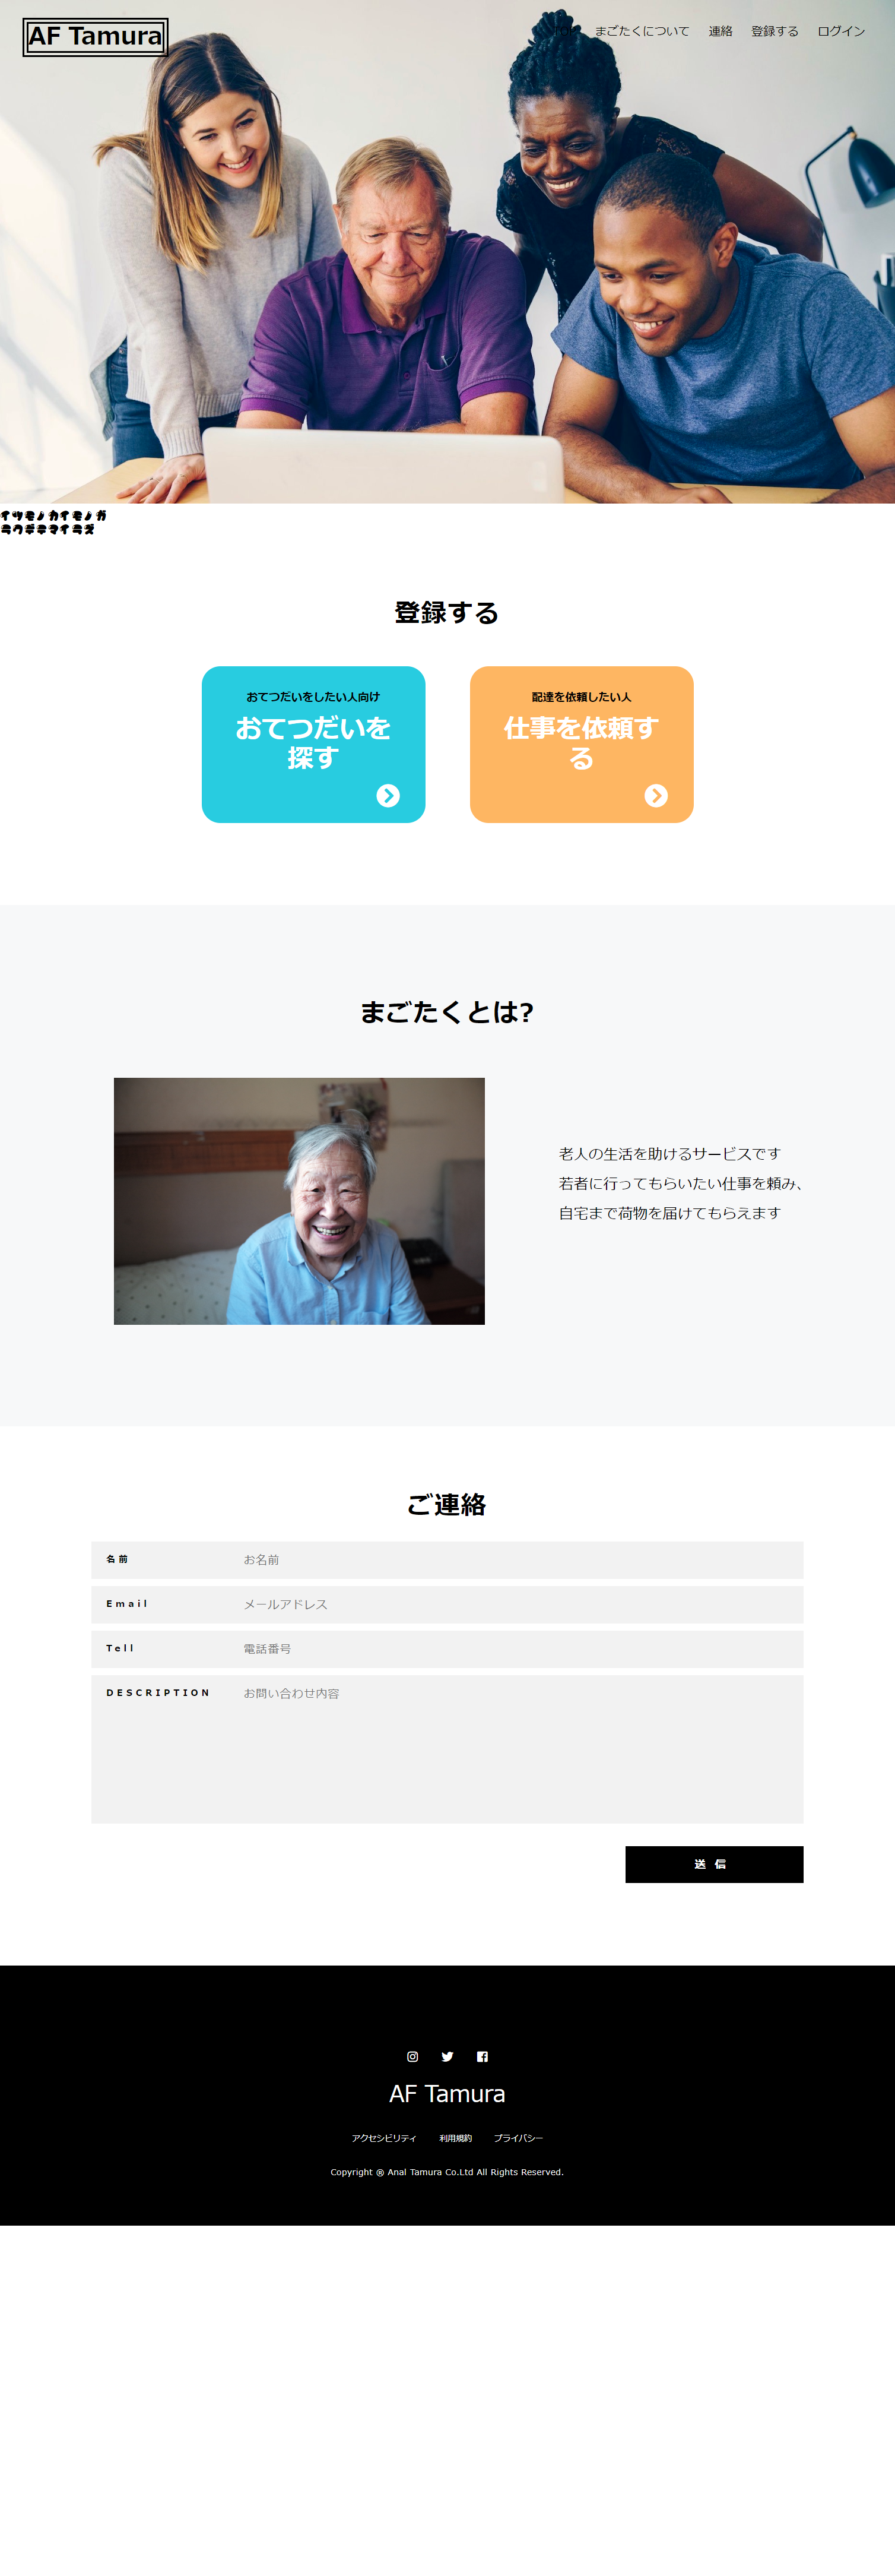 AF Tamura
まごたくについて 連絡 登録する ログイン
イツモノカイモノガ
登録する
おてつだいをしたい人向け
おてつだいを
探す
配達を依頼したい人
仕事を依頼す
る
まごたくとは?
老人の生活を助けるサービスです
若者に行ってもらいたい仕事を頼み、
自宅まで荷物を届けてもらえます
ご連絡
名前 お名前
Email メールアドレス
Tell 電話番号
DESCRIPTION お問い合わせ内容
送 信
AF Tamura
アクセシビリティ 利用規約 プライバシー
Copyright ® Anal Tamura Co.Ltd All Rights Reserved.